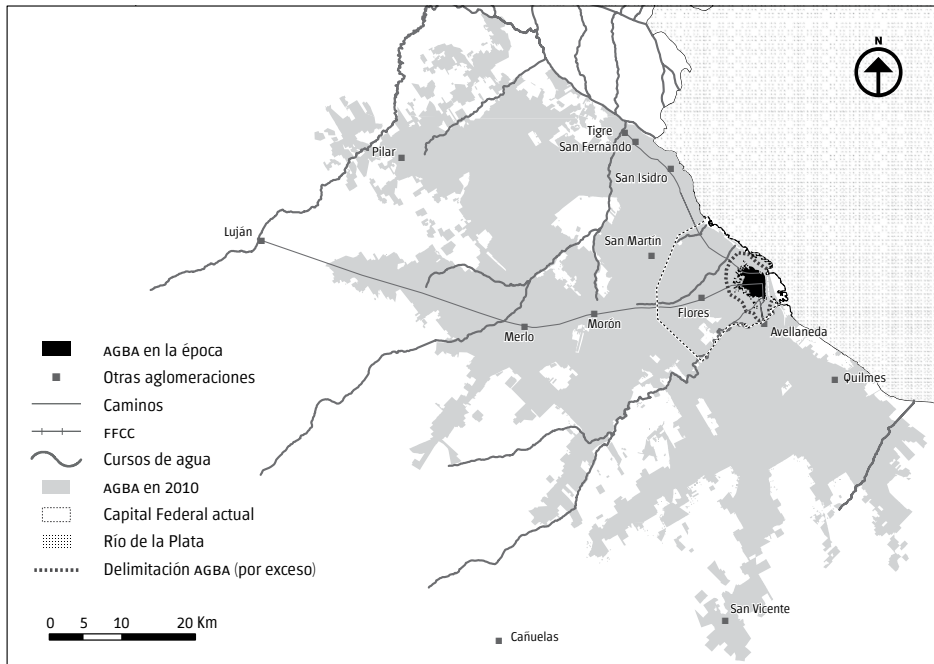 N
Tigre
San Fernando
Pilar
San Isidro
Luján
San Martin
Flores
Morón
Merlo
Avellaneda
Quilmes
AGBA en la época
Otras aglomeraciones
Caminos
FFCC
Cursos de agua
AGBA en 2010
Capital Federal actual
Río de la Plata
Delimitación AGBA (por exceso)
San Vicente
0 5 10 20 Km
Cañuelas